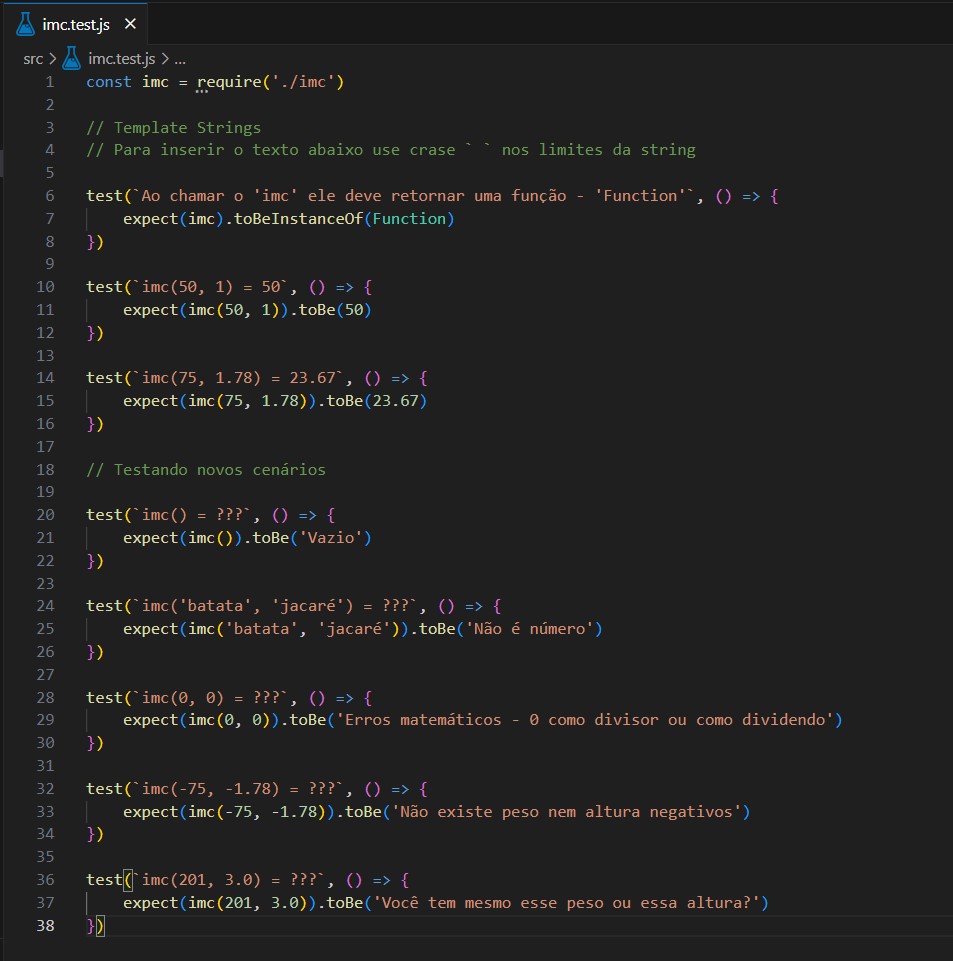 imc.test.js ×
src > imc.test.js > ...
1 const imc = require('./imc')
2
3 // Template Strings
4 // Para inserir o texto abaixo use crase ` ` nos limites da string
5
6 test(`Ao chamar o 'imc' ele deve retornar uma função - 'Function'`, () => {
7     expect(imc).toBeInstanceOf(Function)
8 })
9
10 test(`imc(50, 1) = 50`, () => {
11     expect(imc(50, 1)).toBe(50)
12 })
13
14 test(`imc(75, 1.78) = 23.67`, () => {
15     expect(imc(75, 1.78)).toBe(23.67)
16 })
17
18 // Testando novos cenários
19
20 test(`imc() = ???`, () => {
21     expect(imc()).toBe('Vazio')
22 })
23
24 test(`imc('batata', 'jacaré') = ???`, () => {
25     expect(imc('batata', 'jacaré')).toBe('Não é número')
26 })
27
28 test(`imc(0, 0) = ???`, () => {
29     expect(imc(0, 0)).toBe('Erros matemáticos - 0 como divisor ou como dividendo')
30 })
31
32 test(`imc(-75, -1.78) = ???`, () => {
33     expect(imc(-75, -1.78)).toBe('Não existe peso nem altura negativos')
34 })
35
36 test(`imc(201, 3.0) = ???`, () => {
37     expect(imc(201, 3.0)).toBe('Você tem mesmo esse peso ou essa altura?')
38 })